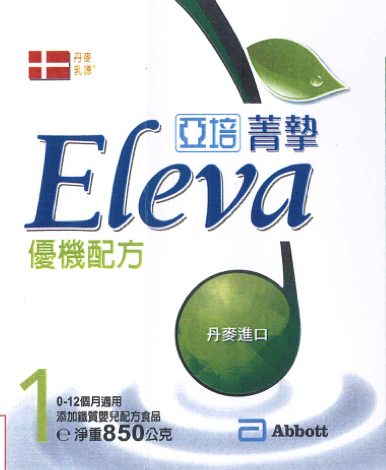 丹麥
乳源+
亞培 菁摯
Eleva
優機配方
丹麥進口
1
0-12個月適用
添加鐵質嬰兒配方食品
℮ 淨重850公克
Abbott